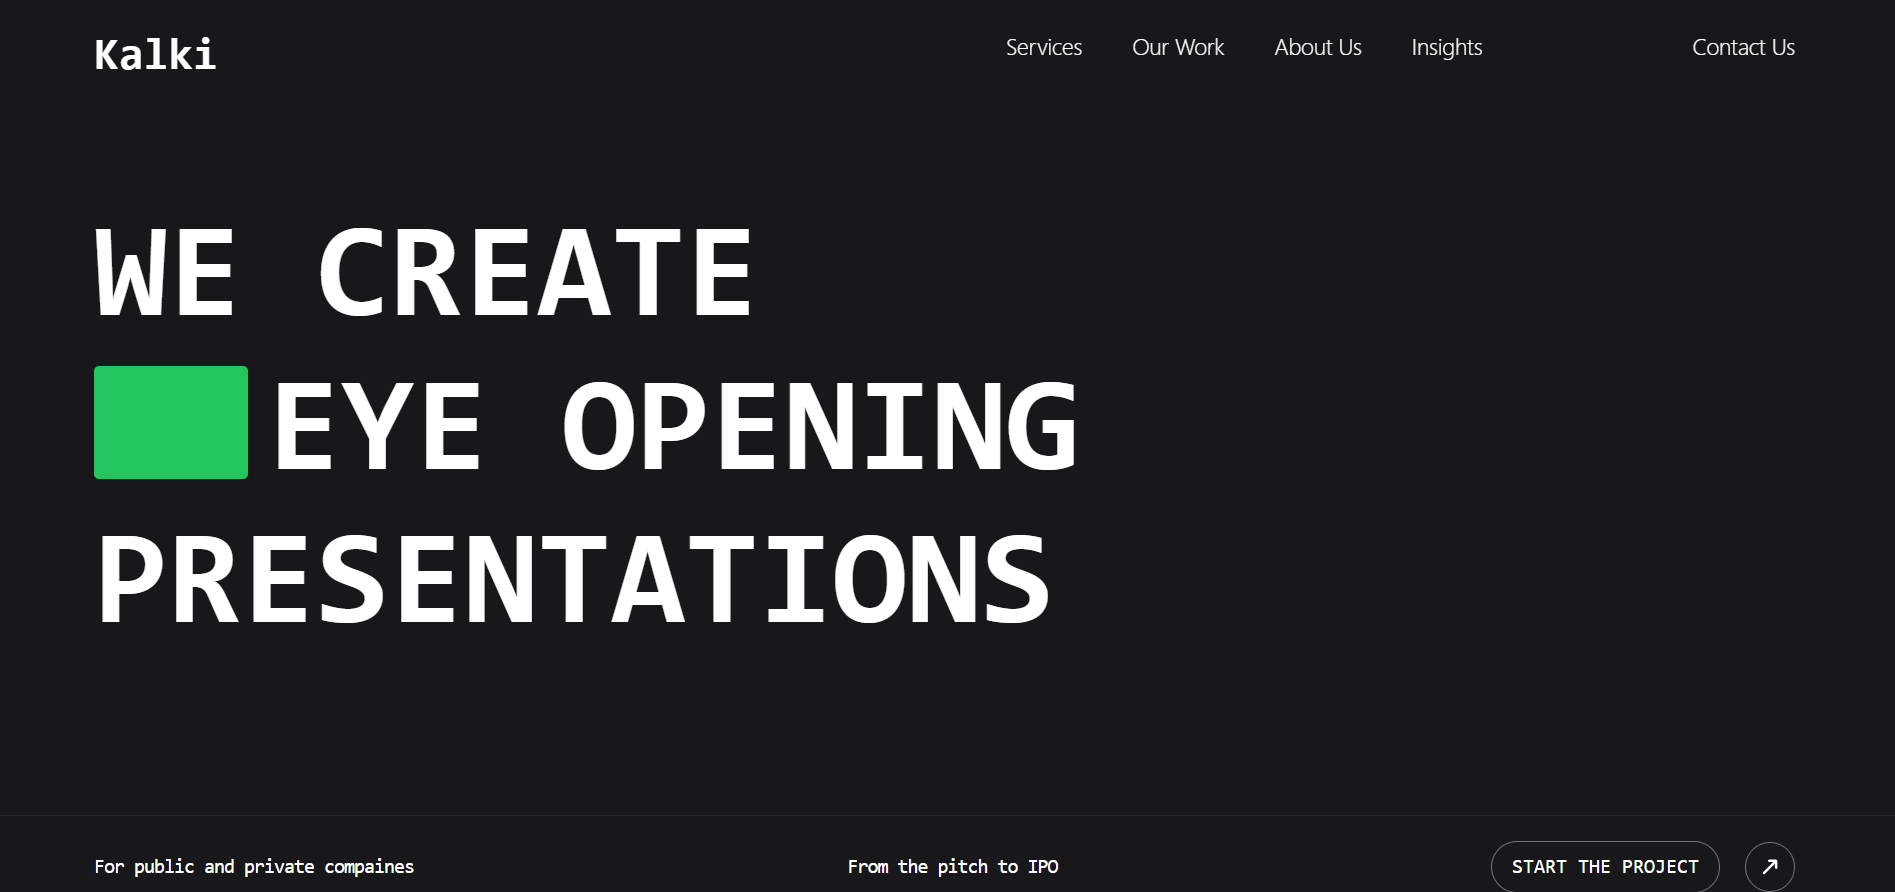 Kalki Services Our Work About Us Insights Contact Us
WE CREATE
EYE OPENING
PRESENTATIONS
For public and private compaines From the pitch to IPO START THE PROJECT